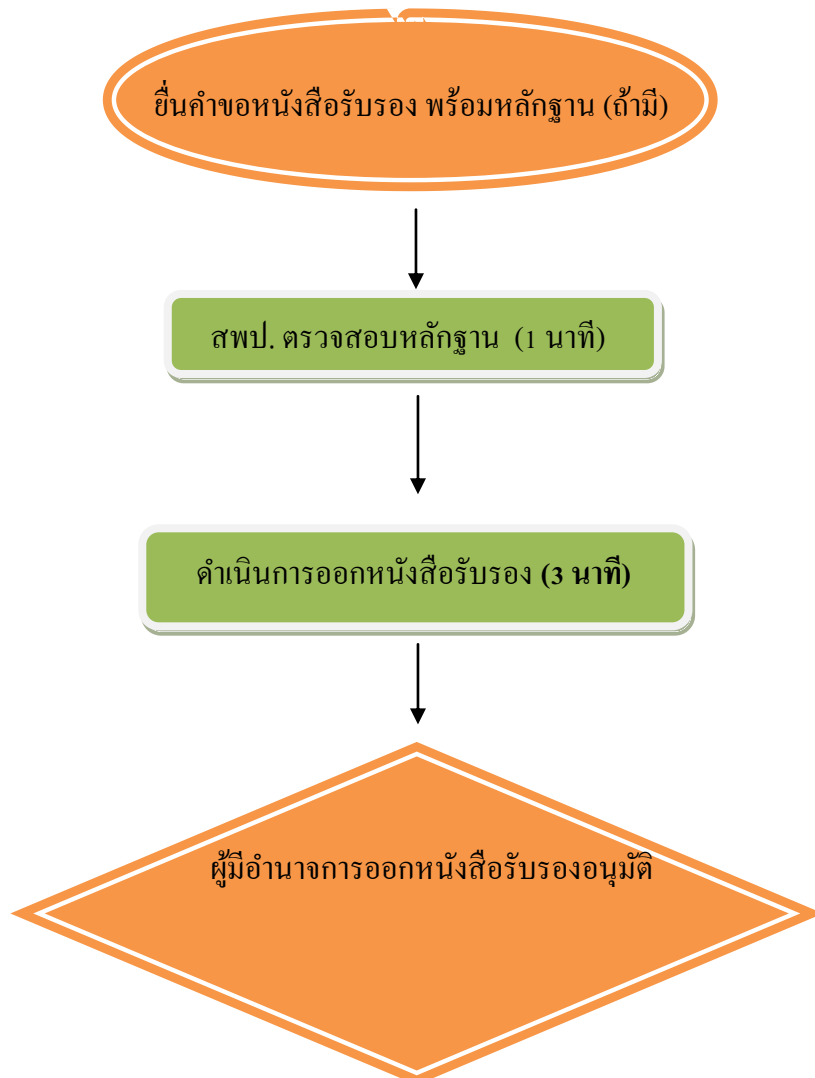 ยื่นคำขอหนังสือรับรอง พร้อมหลักฐาน (ถ้ามี)
สพป. ตรวจสอบหลักฐาน (1 นาที)
ดำเนินการออกหนังสือรับรอง (3 นาที)
ผู้มีอำนาจการออกหนังสือรับรองอนุมัติ